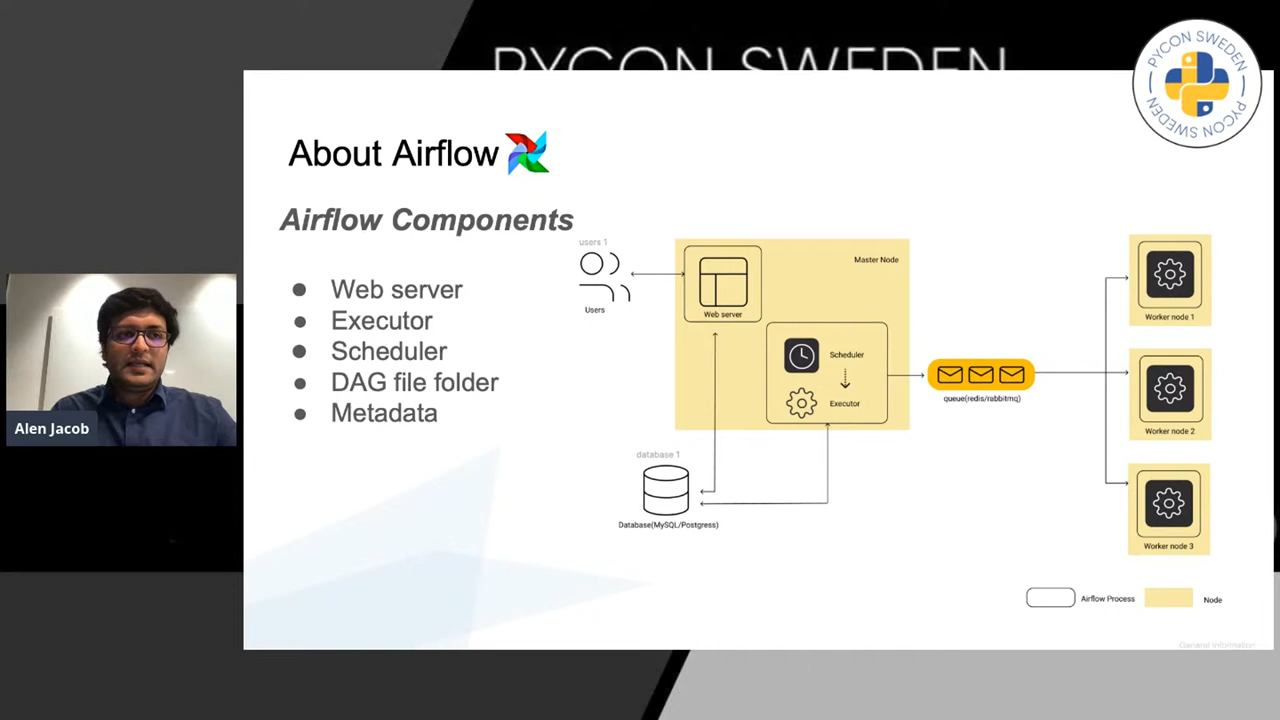 PYCON SWEDEN
PYCON SWEDEN
PYCON SWEDEN
About Airflow
Airflow Components
Web server
Executor
Scheduler
DAG file folder
Metadata
users 1
Users
Master Node
Web server
Scheduler
Executor
queue(redis/rabbitmq)
database 1
Database(MySQL/Postgress)
Worker node 1
Worker node 2
Worker node 3
Airflow Process
Node
General Information
Alen Jacob